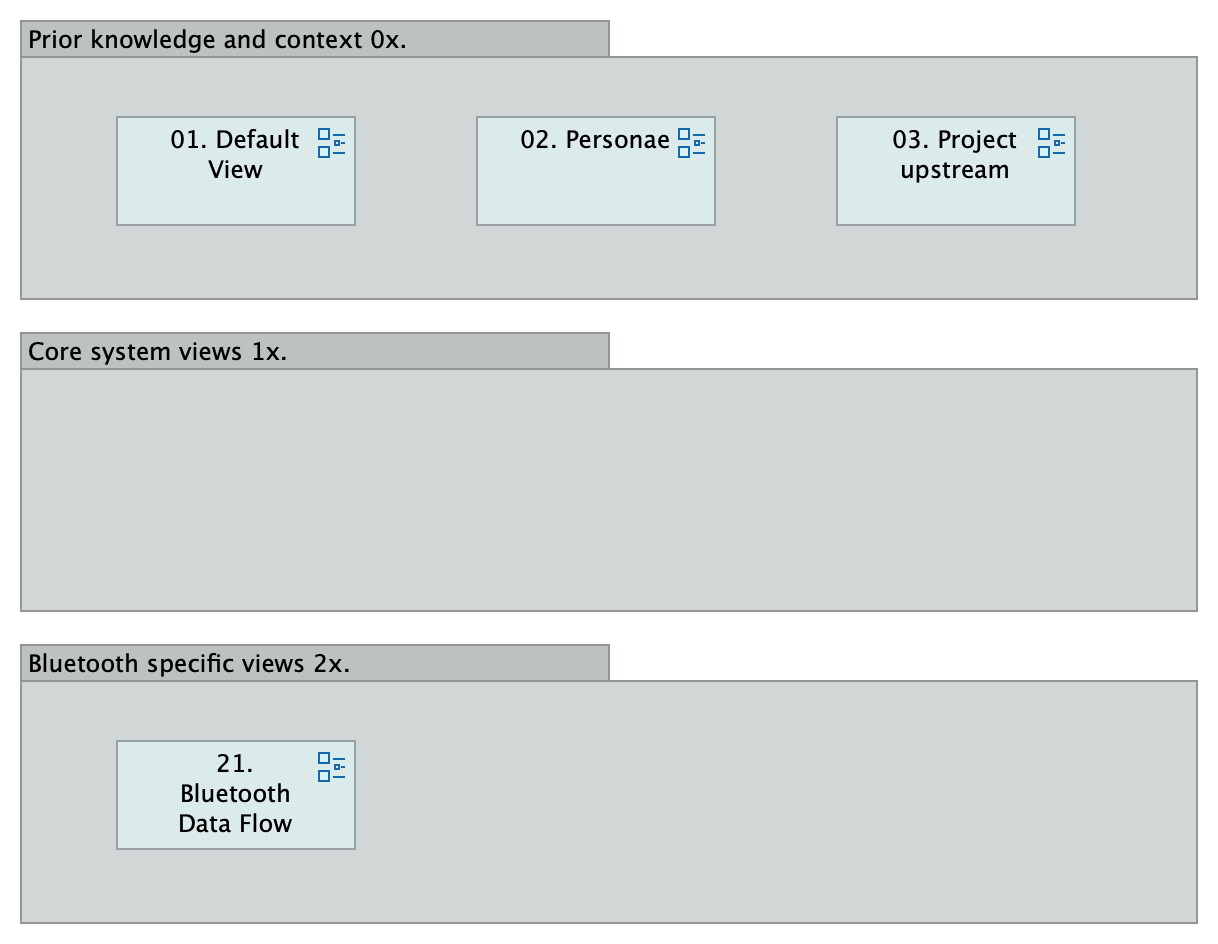 Prior knowledge and context 0x.
01. Default
View
02. Personae
03. Project
upstream
Core system views 1x.
Bluetooth specific views 2x.
21.
Bluetooth
Data Flow